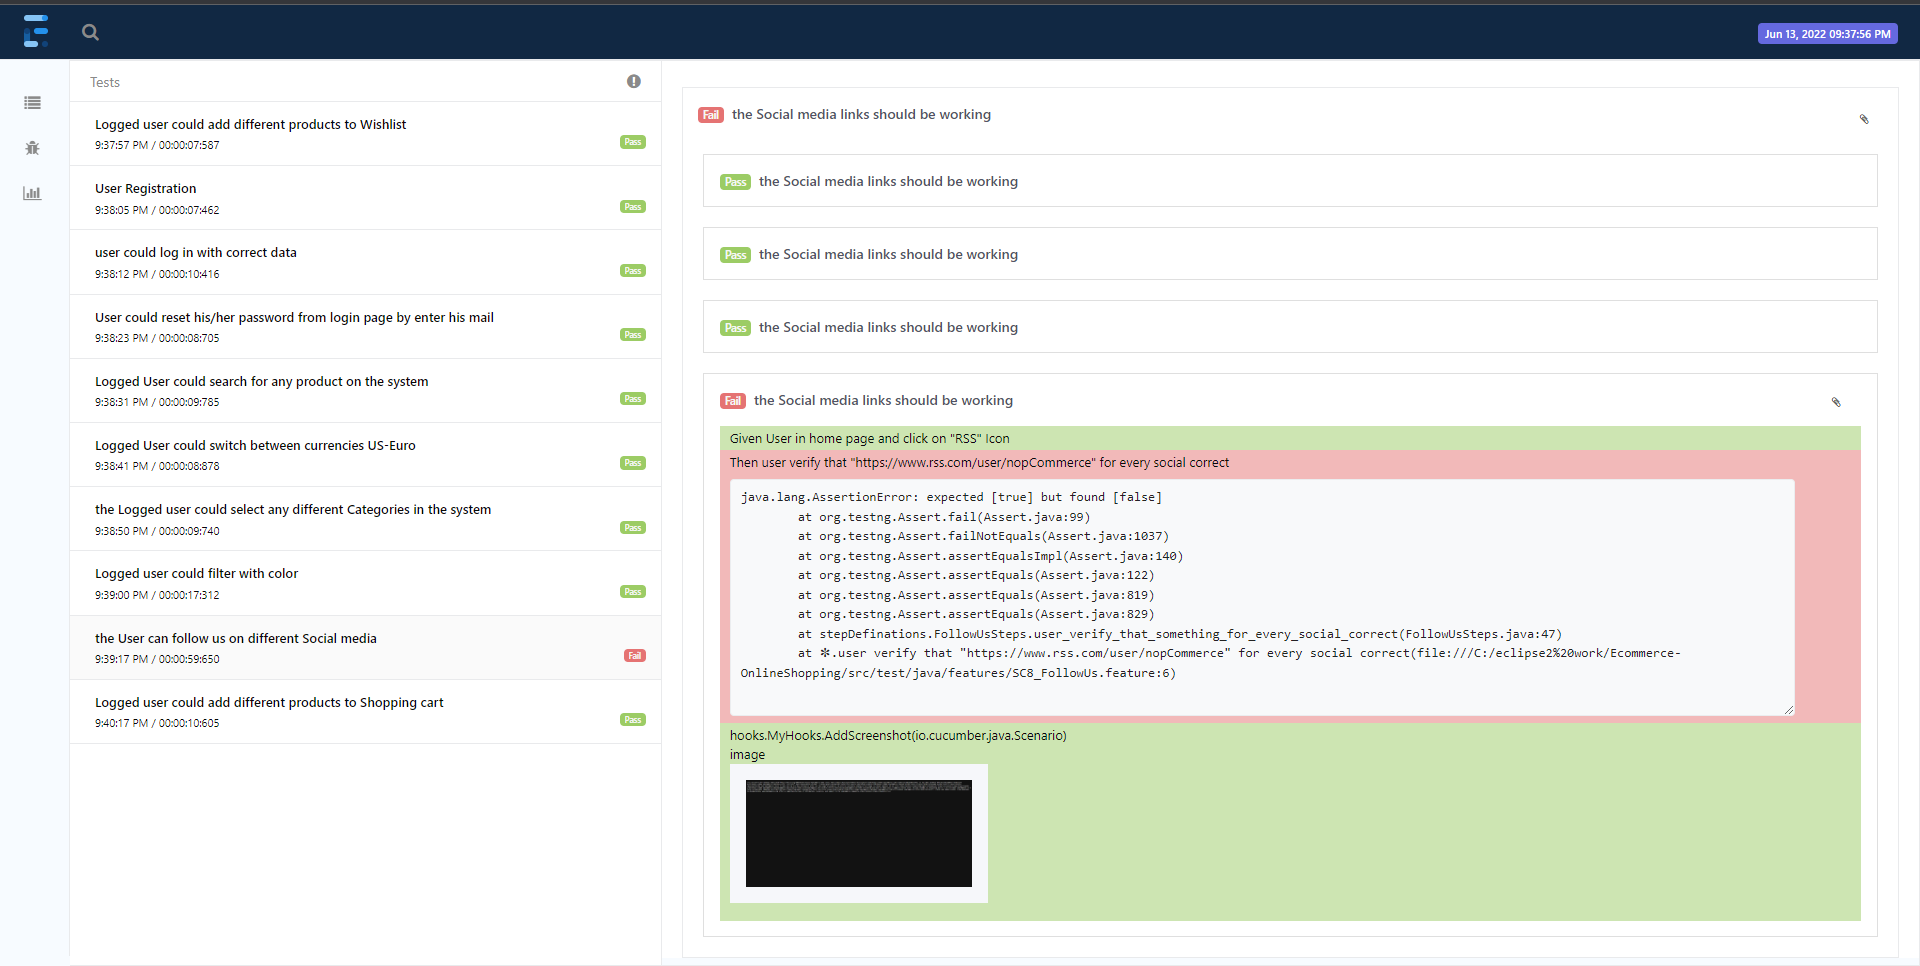 Jun 13, 2022 09:37:56 PM
Tests
Logged user could add different products to Wishlist
9:37:57 PM / 00:00:07:587
Pass
User Registration
9:38:05 PM / 00:00:07:462
Pass
user could log in with correct data
9:38:12 PM / 00:00:10:416
Pass
User could reset his/her password from login page by enter his mail
9:38:23 PM / 00:00:08:705
Pass
Logged User could search for any product on the system
9:38:31 PM / 00:00:09:785
Pass
Logged User could switch between currencies US-Euro
9:38:41 PM / 00:00:08:878
Pass
the Logged user could select any different Categories in the system
9:38:50 PM / 00:00:09:740
Pass
Logged user could filter with color
9:39:00 PM / 00:00:17:312
Pass
the User can follow us on different Social media
9:39:17 PM / 00:00:59:650
Fail
Logged user could add different products to Shopping cart
9:40:17 PM / 00:00:10:605
Pass
Fail the Social media links should be working
Pass the Social media links should be working
Pass the Social media links should be working
Pass the Social media links should be working
Fail the Social media links should be working
Given User in home page and click on "RSS" Icon
Then user verify that "https://www.rss.com/user/nopCommerce" for every social correct
java.lang.AssertionError: expected [true] but found [false]
at org.testng.Assert.fail(Assert.java:99)
at org.testng.Assert.failNotEquals(Assert.java:1037)
at org.testng.Assert.assertEqualsImpl(Assert.java:140)
at org.testng.Assert.assertEquals(Assert.java:122)
at org.testng.Assert.assertEquals(Assert.java:819)
at org.testng.Assert.assertEquals(Assert.java:829)
at stepDefinations.FollowUsSteps.user_verify_that_something_for_every_social_correct(FollowUsSteps.java:47)
at ✽.user verify that "https://www.rss.com/user/nopCommerce" for every social correct(file:///C:/eclipse2%20work/Ecommerce-
OnlineShopping/src/test/java/features/SC8_FollowUs.feature:6)
hooks.MyHooks.AddScreenshot(io.cucumber.java.Scenario)
image